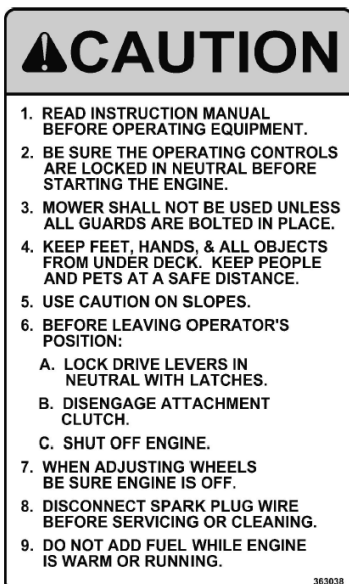 CAUTION
1. READ INSTRUCTION MANUAL
BEFORE OPERATING EQUIPMENT.
2. BE SURE THE OPERATING CONTROLS
ARE LOCKED IN NEUTRAL BEFORE
STARTING THE ENGINE.
3. MOWER SHALL NOT BE USED UNLESS
ALL GUARDS ARE BOLTED IN PLACE.
4. KEEP FEET, HANDS, & ALL OBJECTS
FROM UNDER DECK. KEEP PEOPLE
AND PETS AT A SAFE DISTANCE.
5. USE CAUTION ON SLOPES.
6. BEFORE LEAVING OPERATOR'S
POSITION:
A. LOCK DRIVE LEVERS IN
NEUTRAL WITH LATCHES.
B. DISENGAGE ATTACHMENT
CLUTCH.
C. SHUT OFF ENGINE.
7. WHEN ADJUSTING WHEELS
BE SURE ENGINE IS OFF.
8. DISCONNECT SPARK PLUG WIRE
BEFORE SERVICING OR CLEANING.
9. DO NOT ADD FUEL WHILE ENGINE
IS WARM OR RUNNING.
363038